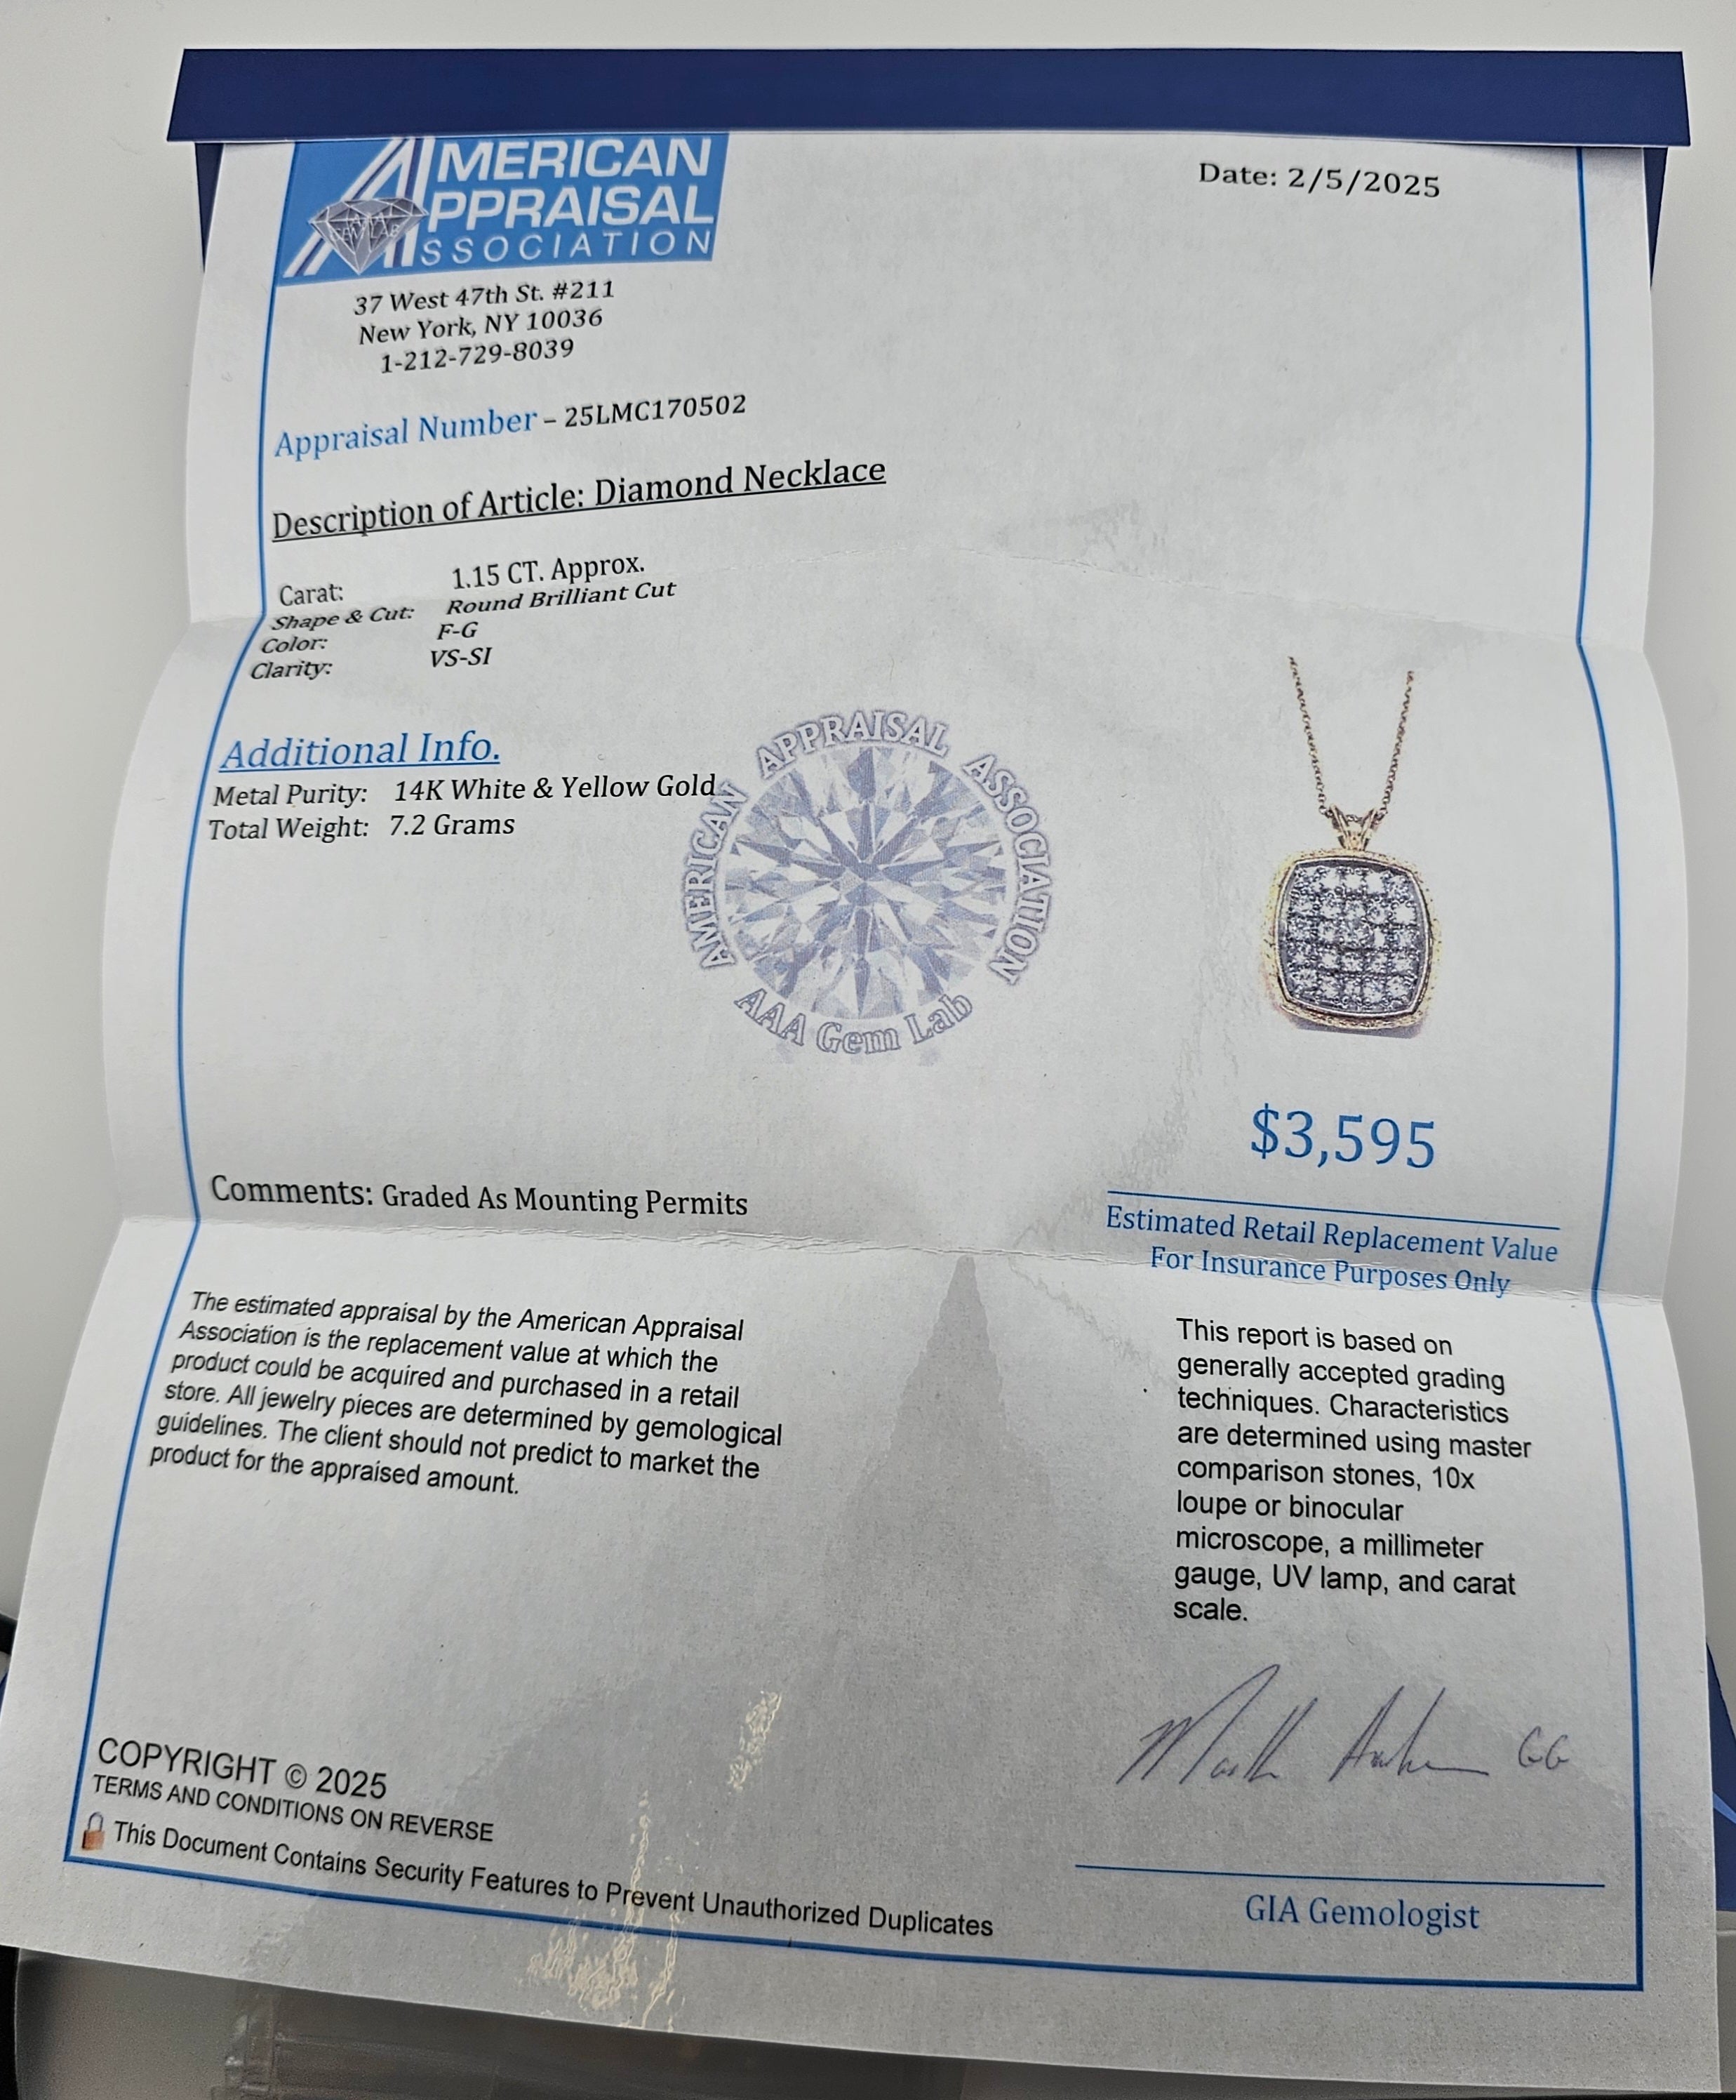 AMERICAN
APPRAISAL
ASSOCIATION
AAA
GEM LAB
Date: 2/5/2025
37 West 47th St. #211
New York, NY 10036
1-212-729-8039
Appraisal Number – 25LMC170502
Description of Article: Diamond Necklace
Carat: 1.15 CT. Approx.
Shape & Cut: Round Brilliant Cut
Color: F-G
Clarity: VS-SI
Additional Info.
Metal Purity: 14K White & Yellow Gold
Total Weight: 7.2 Grams
AMERICAN APPRAISAL ASSOCIATION
AAA Gem Lab
$3,595
Estimated Retail Replacement Value
For Insurance Purposes Only
Comments: Graded As Mounting Permits
The estimated appraisal by the American Appraisal
Association is the replacement value at which the
product could be acquired and purchased in a retail
store. All jewelry pieces are determined by gemological
guidelines. The client should not predict to market the
product for the appraised amount.
This report is based on
generally accepted grading
techniques. Characteristics
are determined using master
comparison stones, 10x
loupe or binocular
microscope, a millimeter
gauge, UV lamp, and carat
scale.
GG
GIA Gemologist
COPYRIGHT © 2025
TERMS AND CONDITIONS ON REVERSE
This Document Contains Security Features to Prevent Unauthorized Duplicates